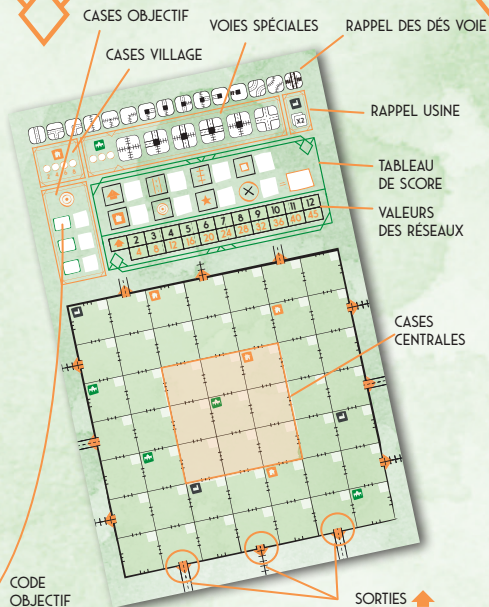 CASES OBJECTIF
VOIES SPÉCIALES
RAPPEL DES DÉS VOIE
CASES VILLAGE
RAPPEL USINE
X2
TABLEAU
DE SCORE
VALEURS
DES RÉSEAUX
2 3 4 5 6 7 8 9 10 11 12
4 8 12 16 20 24 28 32 36 40 45
CASES
CENTRALES
CODE
OBJECTIF
SORTIES